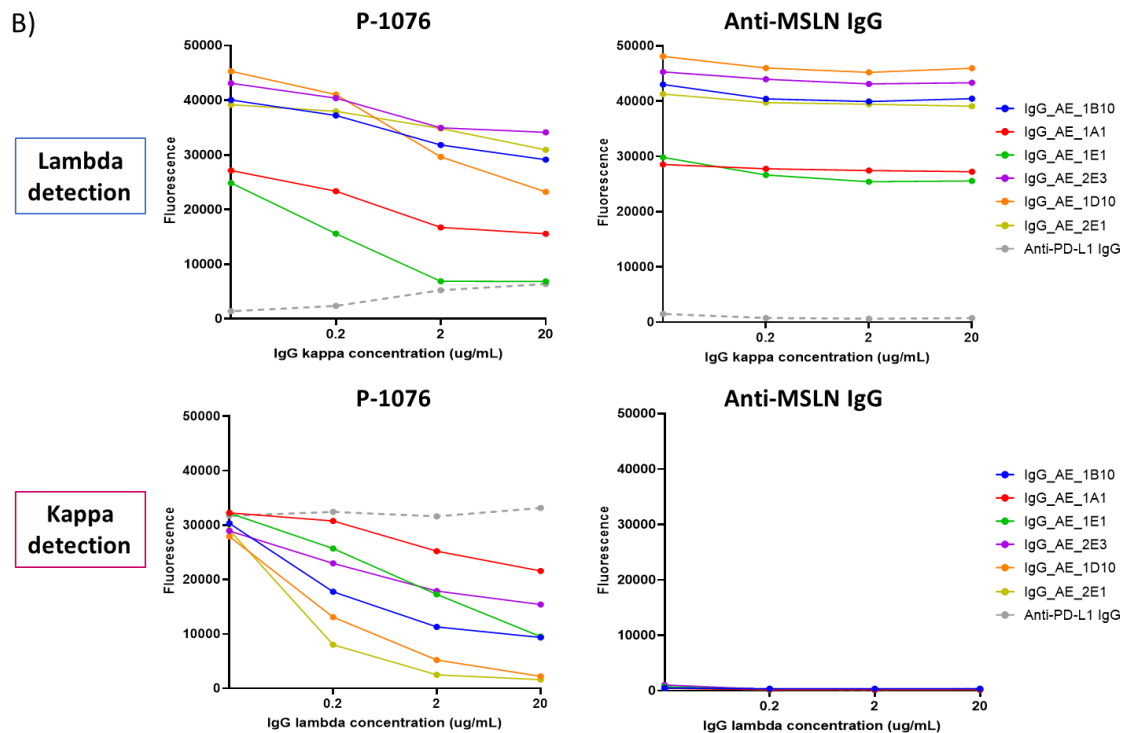 B)
P-1076
Anti-MSLN IgG
Lambda
detection
Fluorescence
50000
40000
30000
20000
10000
0
0.2
2
20
IgG kappa concentration (ug/mL)
Fluorescence
50000
40000
30000
20000
10000
0
0.2
2
20
IgG kappa concentration (ug/mL)
IgG_AE_1B10
IgG_AE_1A1
IgG_AE_1E1
IgG_AE_2E3
IgG_AE_1D10
IgG_AE_2E1
Anti-PD-L1 IgG
P-1076
Anti-MSLN IgG
Kappa
detection
Fluorescence
50000
40000
30000
20000
10000
0
0.2
2
20
IgG lambda concentration (ug/mL)
Fluorescence
50000
40000
30000
20000
10000
0
0.2
2
20
IgG lambda concentration (ug/mL)
IgG_AE_1B10
IgG_AE_1A1
IgG_AE_1E1
IgG_AE_2E3
IgG_AE_1D10
IgG_AE_2E1
Anti-PD-L1 IgG